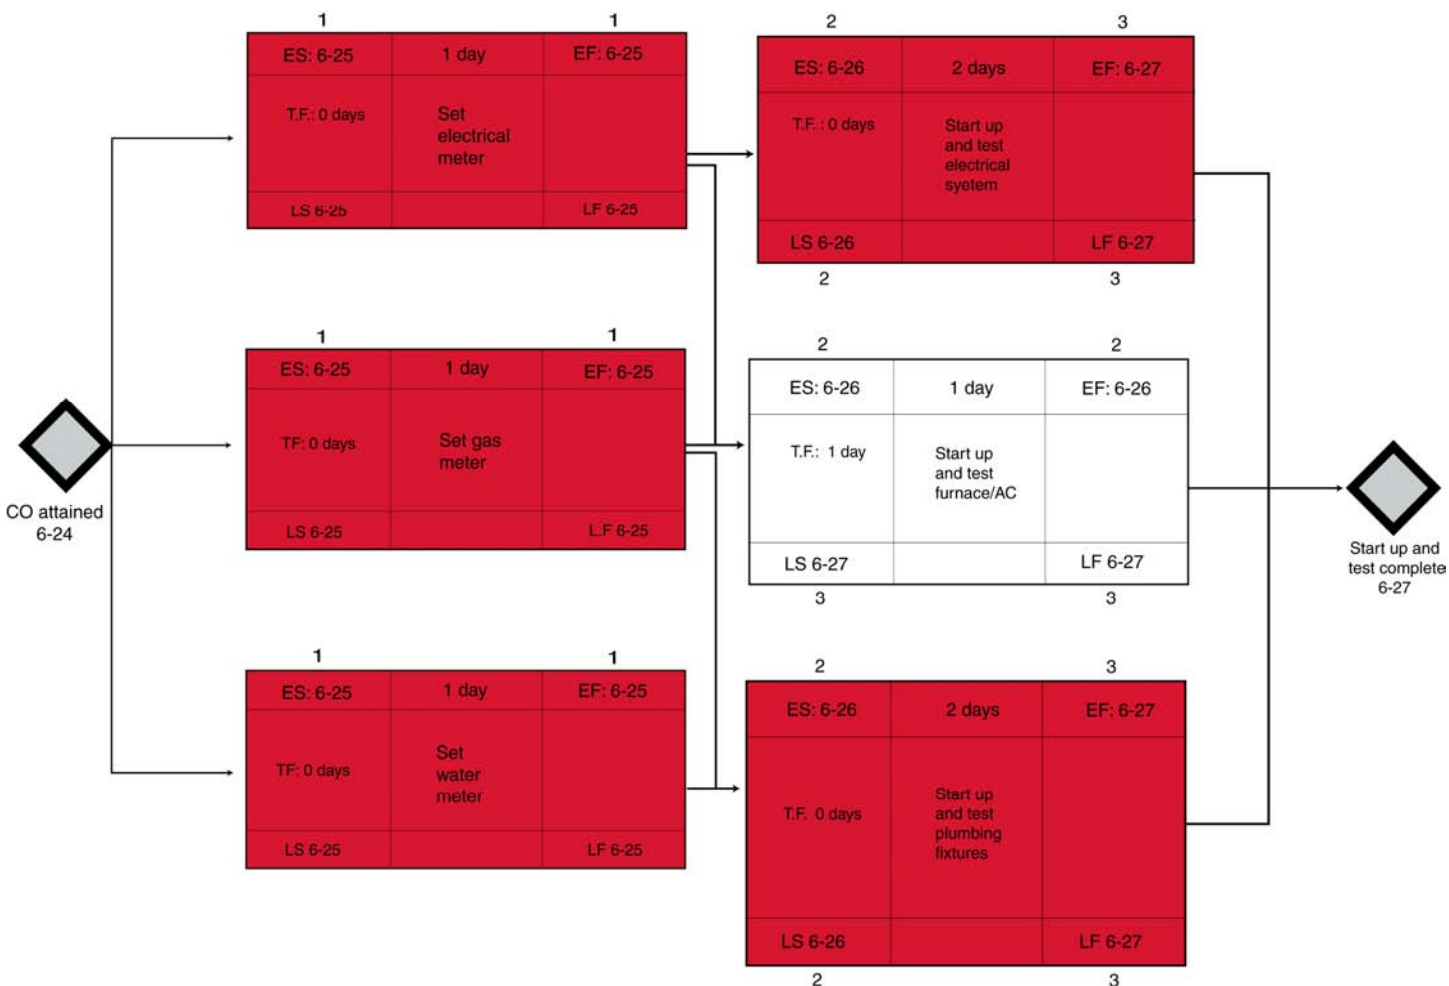 1 1
ES: 6-25 1 day EF: 6-25
T.F.: 0 days
Set
electrical
meter
LS 6-25 LF 6-25
2 3
ES: 6-26 2 days EF: 6-27
T.F. : 0 days
Start up
and test
electrical
syetem
LS 6-26 LF 6-27
2 3
1 1
ES: 6-25 1 day EF: 6-25
TF: 0 days
Set gas
meter
LS 6-25 L.F 6-25
2 2
ES: 6-26 1 day EF: 6-26
T.F.: 1 day
Start up
and test
furnace/AC
LS 6-27 LF 6-27
3 3
CO attained
6-24
Start up and
test complete
6-27
1 1
ES: 6-25 1 day EF: 6-25
TF: 0 days
Set
water
meter
LS 6-25 LF 6-25
2 3
ES: 6-26 2 days EF: 6-27
T.F. 0 days
Start up
and test
plumbing
fixtures
LS 6-26 LF 6-27
2 3